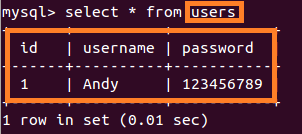 mysql> select * from users
id | username | password
1 | Andy | 123456789
1 row in set (0.01 sec)